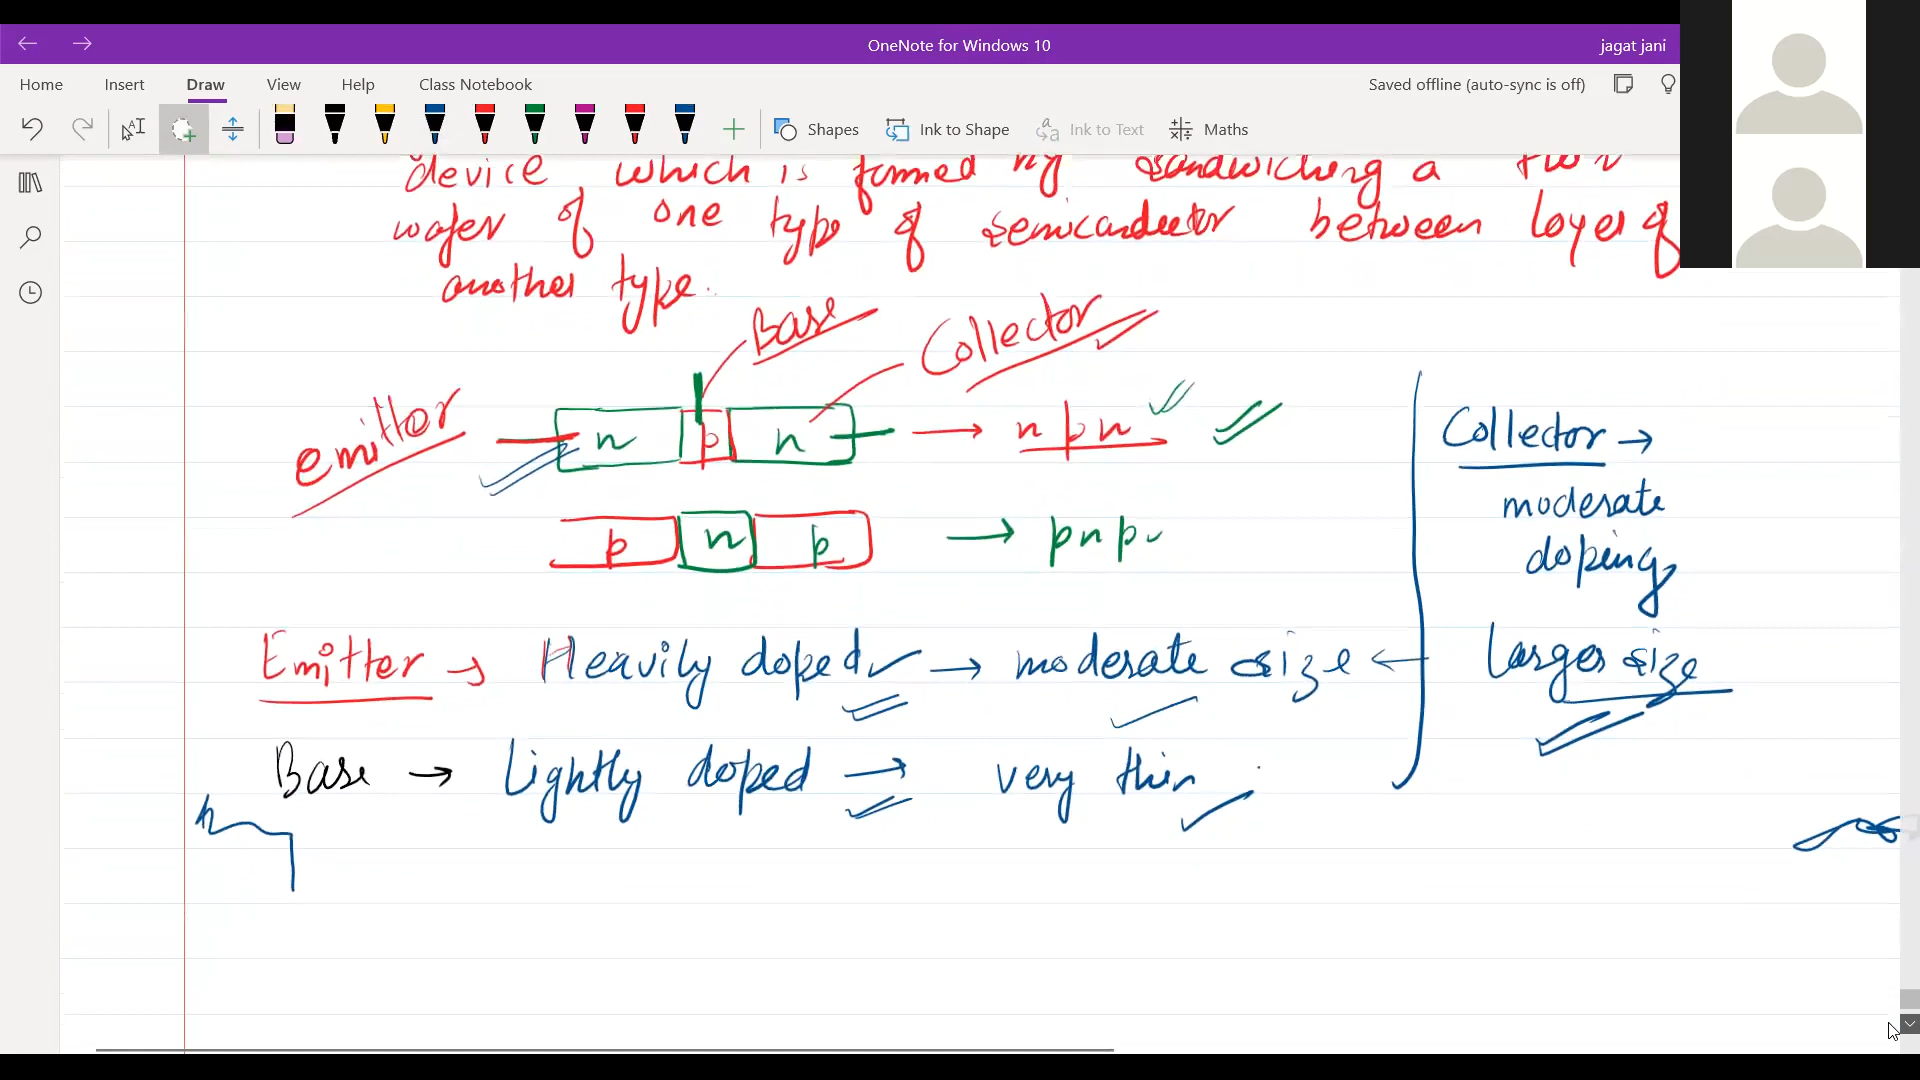 OneNote for Windows 10
jagat jani
Home Insert Draw View Help Class Notebook
Saved offline (auto-sync is off)
Shapes Ink to Shape Ink to Text Maths
device which is formed by sandwiching a thin
wafer of one type of semiconductor between layer of
another type.
Base
Collector
emitter
n p n → n p n
p n p → p n p
Emitter → Heavily doped → moderate size
Base → Lightly doped → very thin
Collector →
moderate
doping
larger size